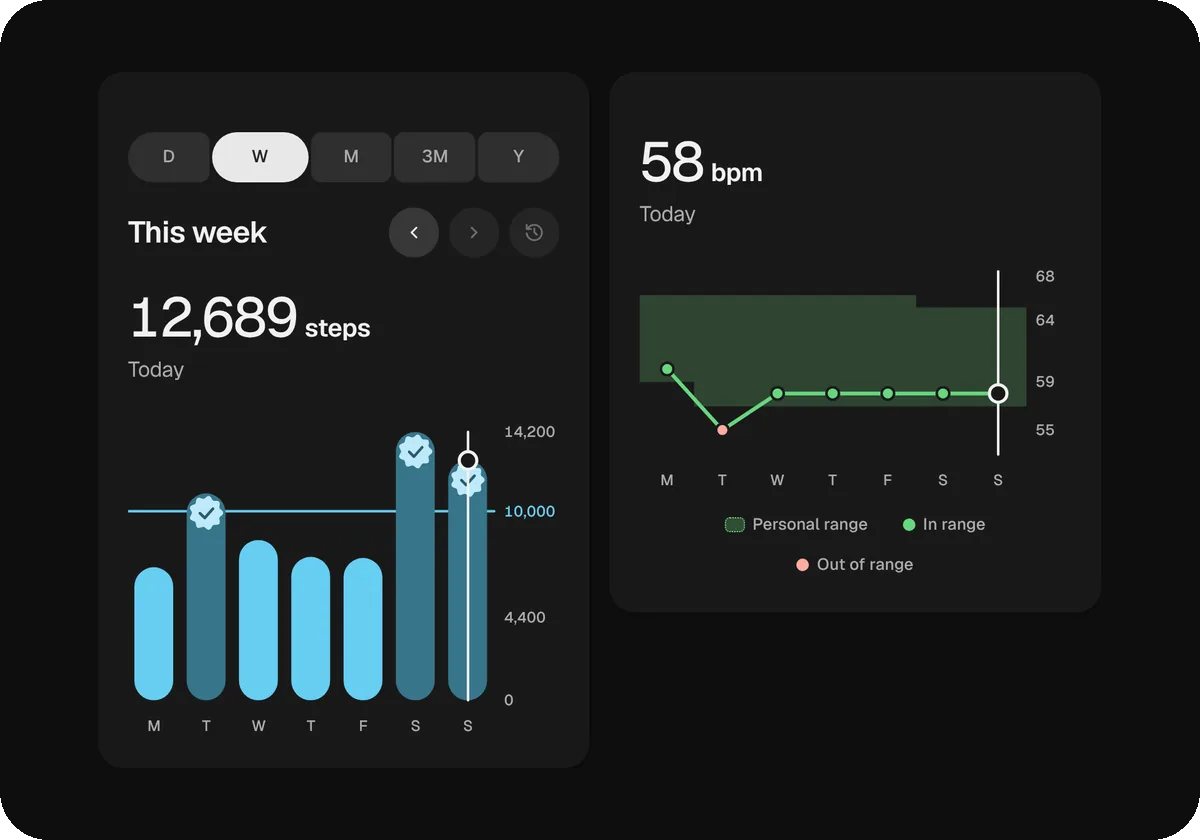 D W M 3M Y
This week
12,689 steps
Today
14,200
10,000
4,400
0
M T W T F S S
58 bpm
Today
68
64
59
55
M T W T F S S
Personal range In range
Out of range